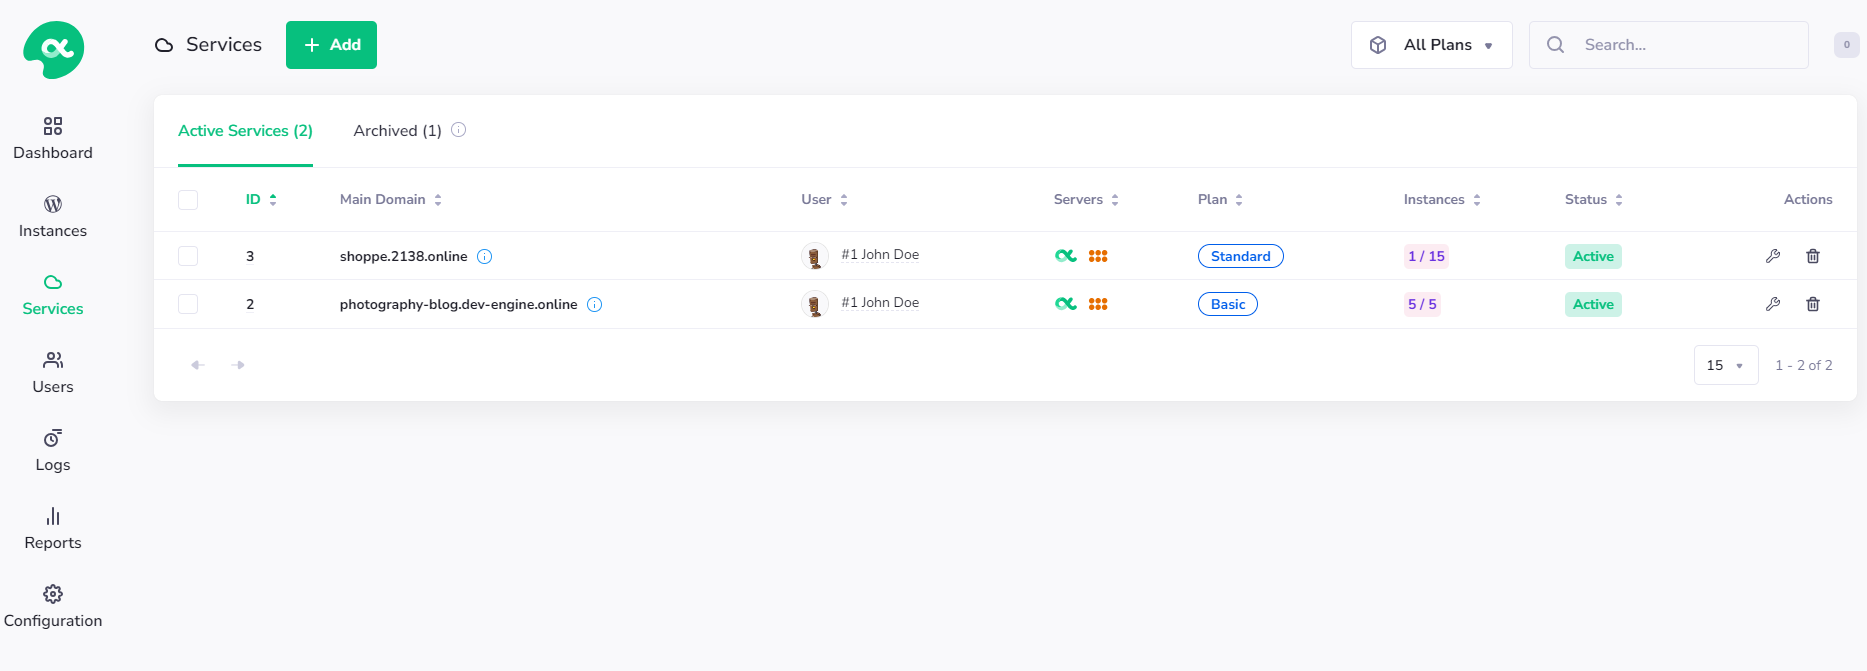 Services
Add
All Plans
Search...
0
Dashboard
Instances
Services
Users
Logs
Reports
Configuration
Active Services (2)
Archived (1)
ID Main Domain User Servers Plan Instances Status Actions
3 shoppe.2138.online #1 John Doe Standard 1 / 15 Active
2 photography-blog.dev-engine.online #1 John Doe Basic 5 / 5 Active
15 1 - 2 of 2